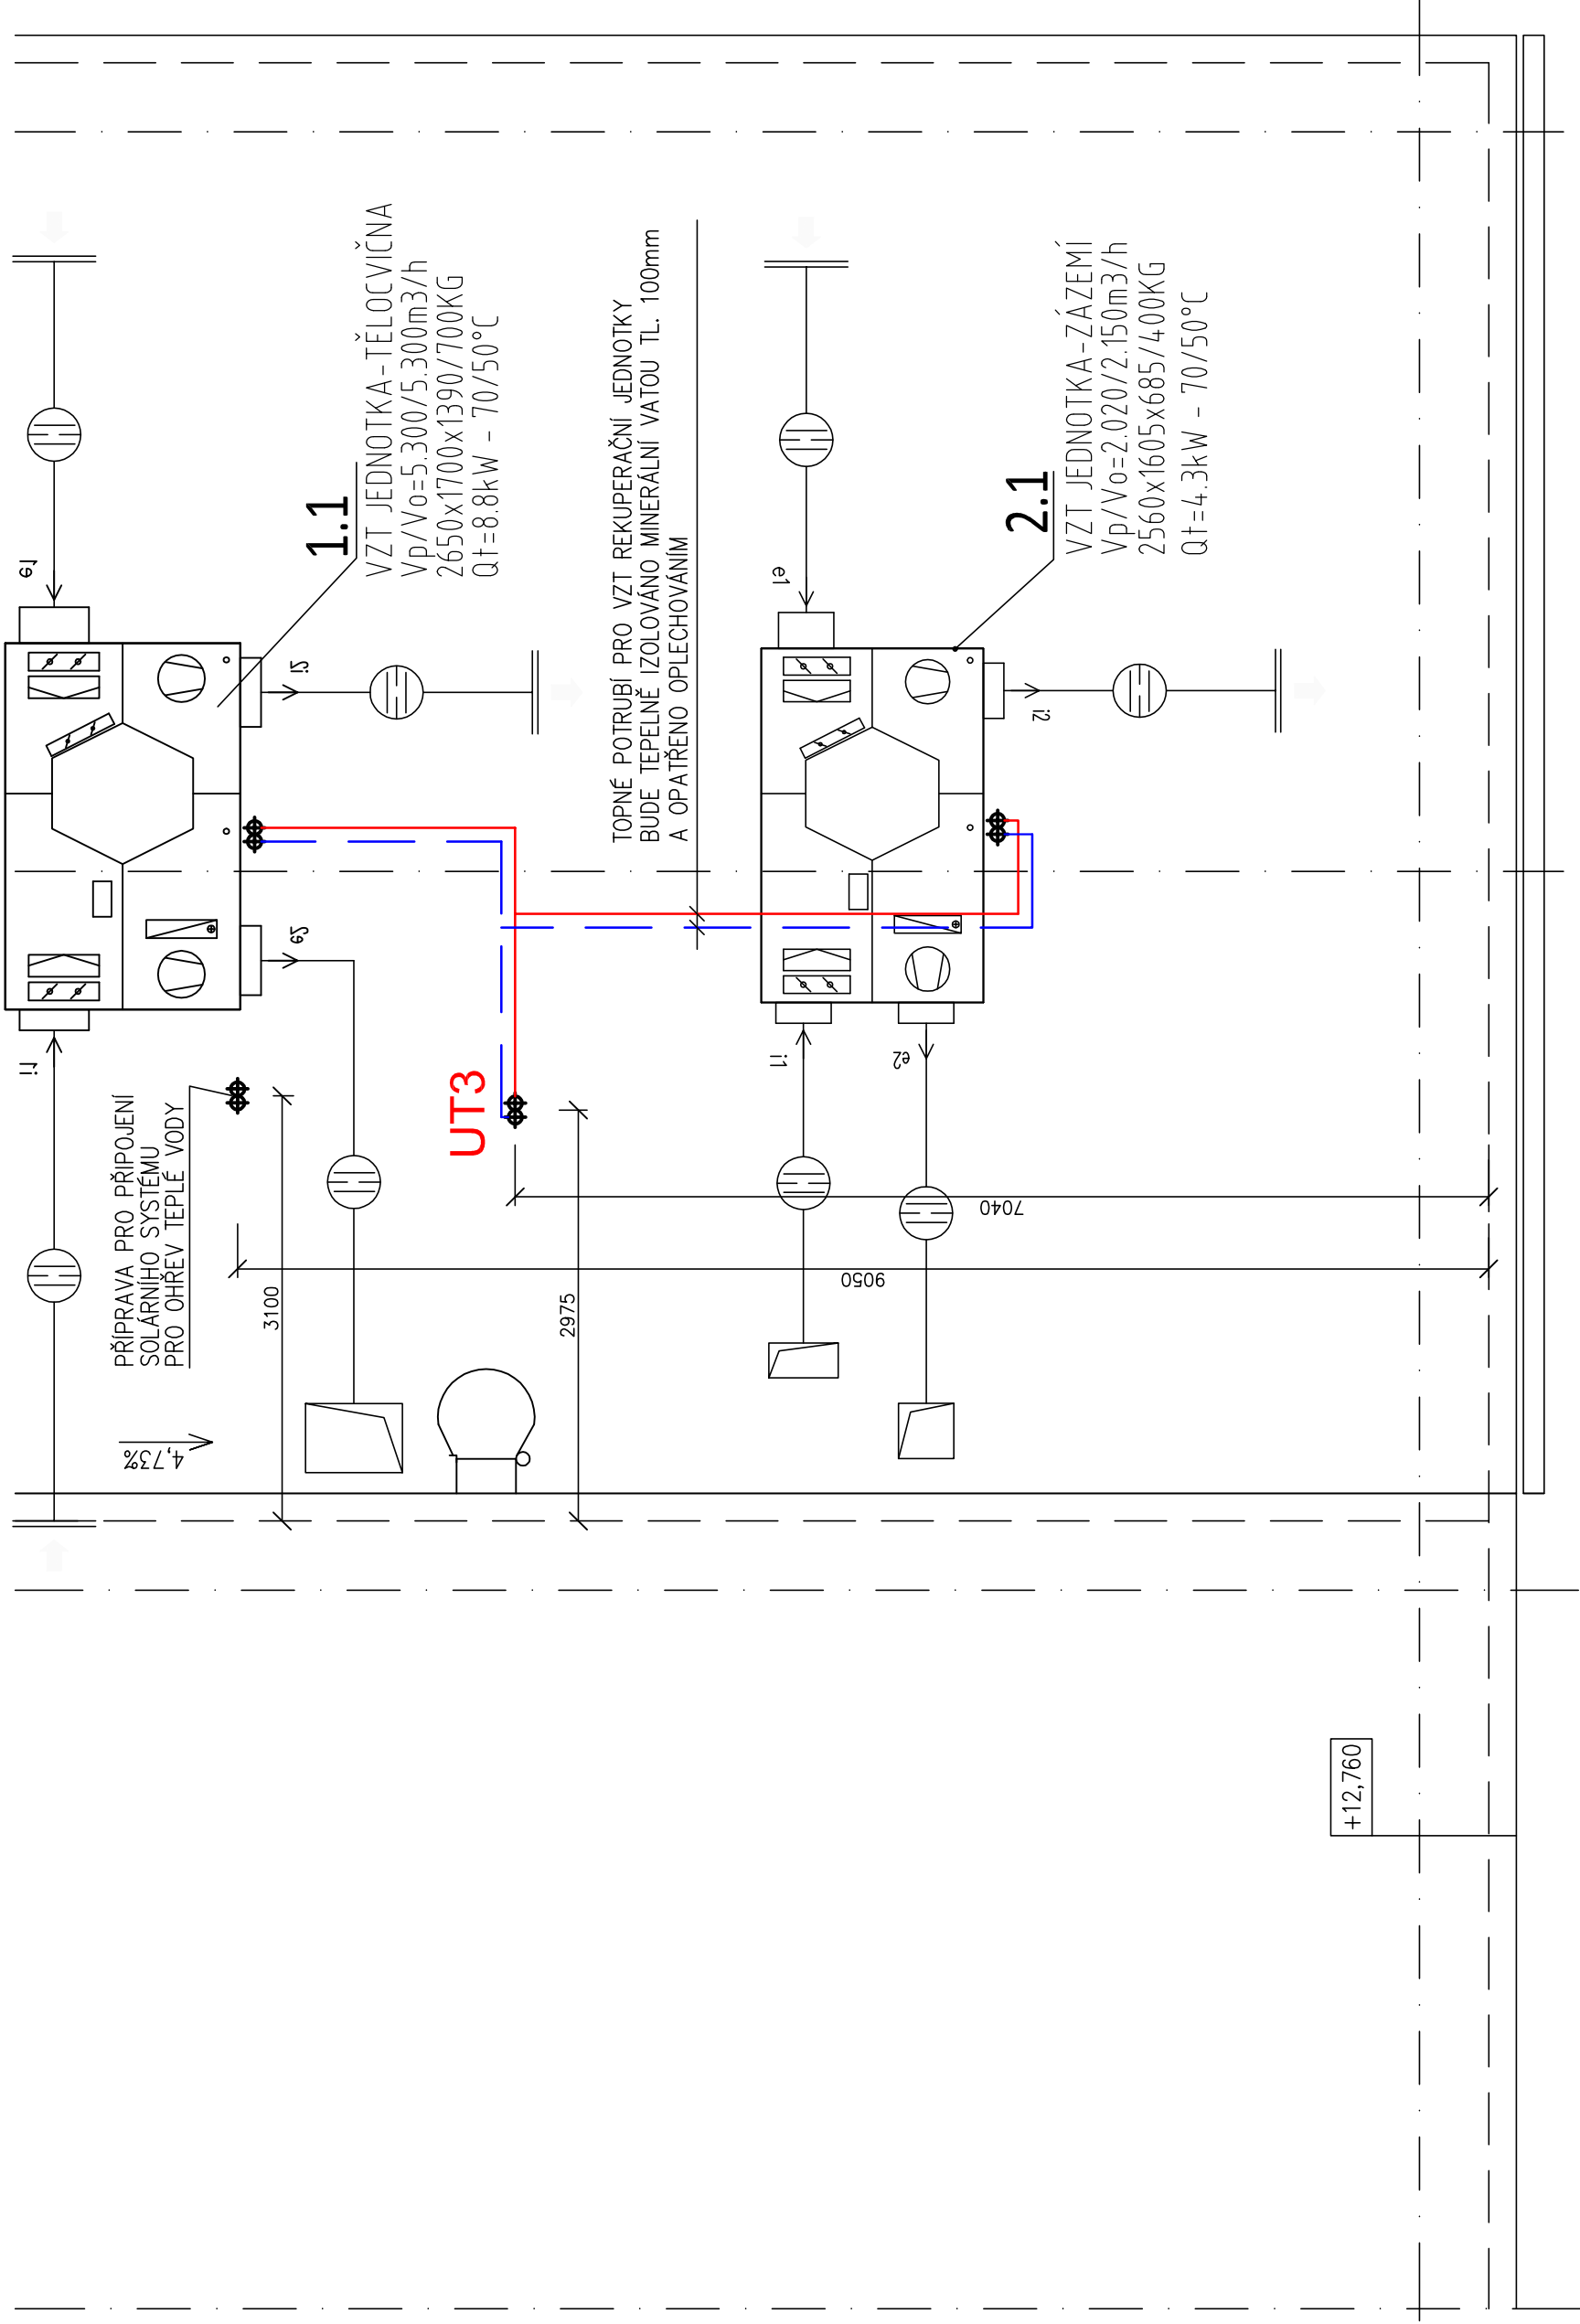 1.1
VZT JEDNOTKA-TĚLOCVIČNA
Vp/Vo=5.300/5.300m3/h
2650x1700x1390/700KG
Qt=8.8kW - 70/50°C
TOPNÉ POTRUBÍ PRO VZT REKUPERAČNÍ JEDNOTKY
BUDE TEPELNĚ IZOLOVÁNO MINERÁLNÍ VATOU TL. 100mm
A OPATŘENO OPLECHOVÁNÍM
2.1
VZT JEDNOTKA-ZÁZEMÍ
Vp/Vo=2.020/2.150m3/h
2560x1605x685/400KG
Qt=4.3kW - 70/50°C
e1
i2
e2
i1
e1
i2
i1
e2
PŘÍPRAVA PRO PŘIPOJENÍ
SOLÁRNÍHO SYSTÉMU
PRO OHŘEV TEPLÉ VODY
UT3
3100
2975
7040
9050
4,73%
+12,760